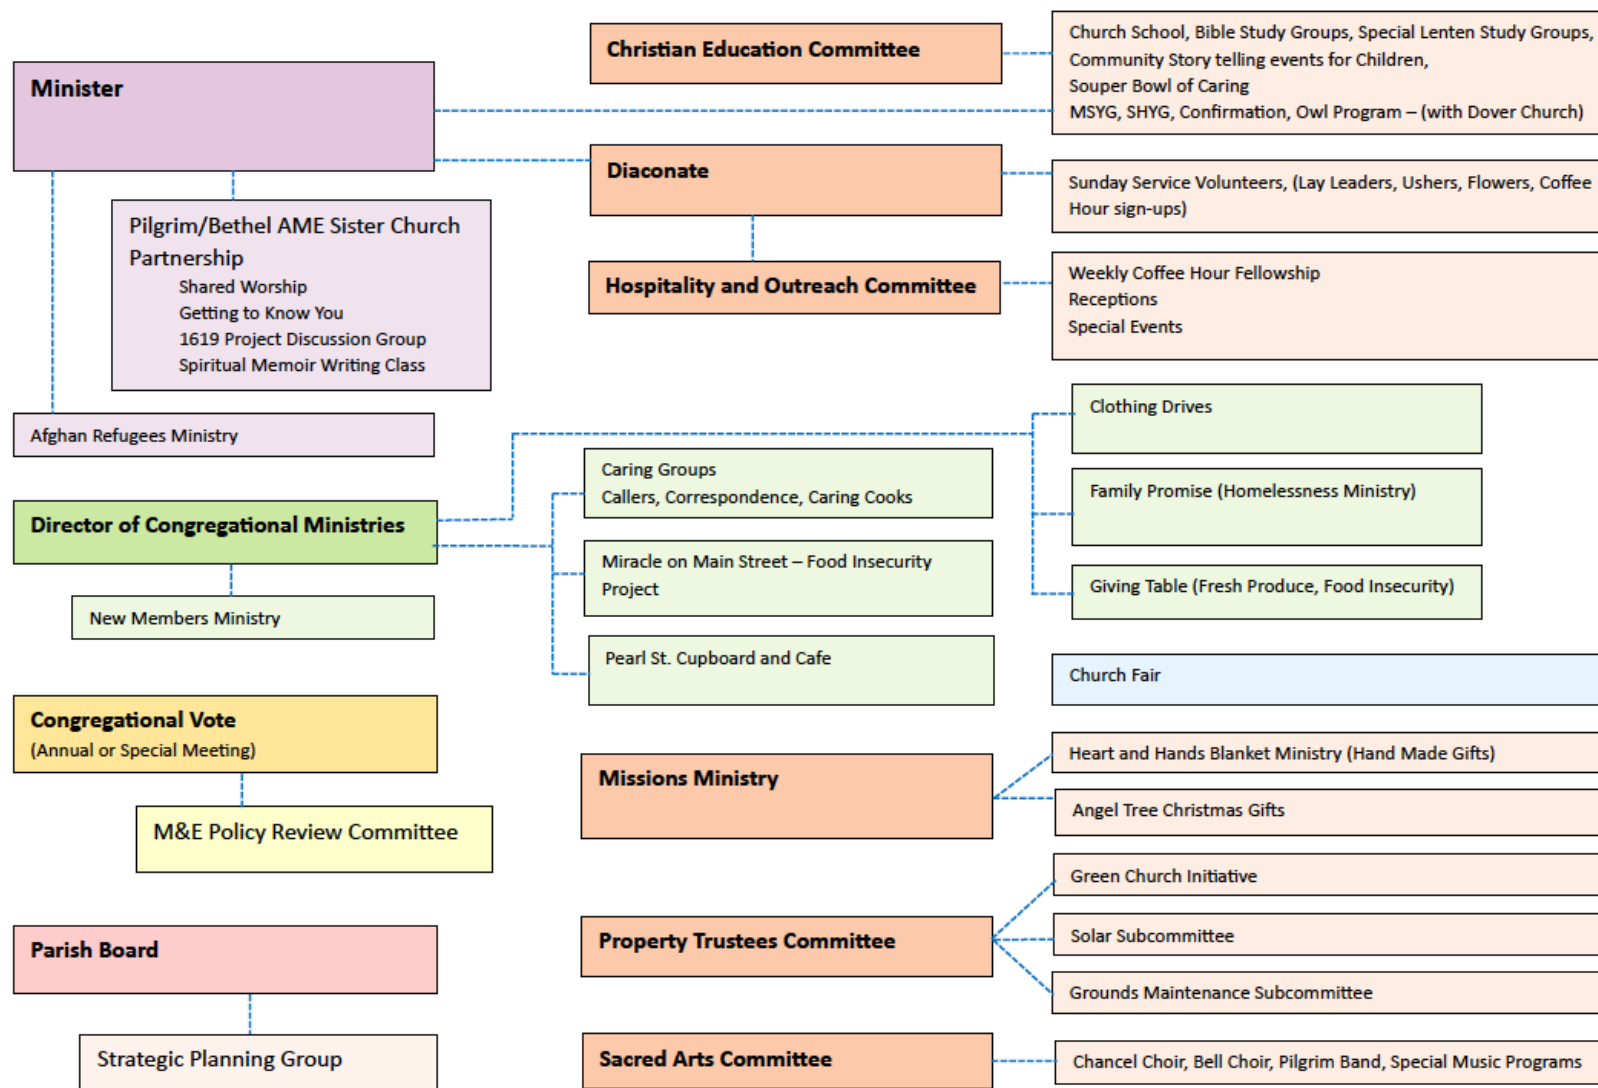 Minister
Pilgrim/Bethel AME Sister Church
Partnership
Shared Worship
Getting to Know You
1619 Project Discussion Group
Spiritual Memoir Writing Class
Afghan Refugees Ministry
Director of Congregational Ministries
New Members Ministry
Congregational Vote
(Annual or Special Meeting)
M&E Policy Review Committee
Parish Board
Strategic Planning Group
Christian Education Committee
Diaconate
Hospitality and Outreach Committee
Caring Groups
Callers, Correspondence, Caring Cooks
Miracle on Main Street – Food Insecurity
Project
Pearl St. Cupboard and Cafe
Missions Ministry
Property Trustees Committee
Sacred Arts Committee
Church School, Bible Study Groups, Special Lenten Study Groups,
Community Story telling events for Children,
Souper Bowl of Caring
MSYG, SHYG, Confirmation, Owl Program – (with Dover Church)
Sunday Service Volunteers, (Lay Leaders, Ushers, Flowers, Coffee
Hour sign-ups)
Weekly Coffee Hour Fellowship
Receptions
Special Events
Clothing Drives
Family Promise (Homelessness Ministry)
Giving Table (Fresh Produce, Food Insecurity)
Church Fair
Heart and Hands Blanket Ministry (Hand Made Gifts)
Angel Tree Christmas Gifts
Green Church Initiative
Solar Subcommittee
Grounds Maintenance Subcommittee
Chancel Choir, Bell Choir, Pilgrim Band, Special Music Programs